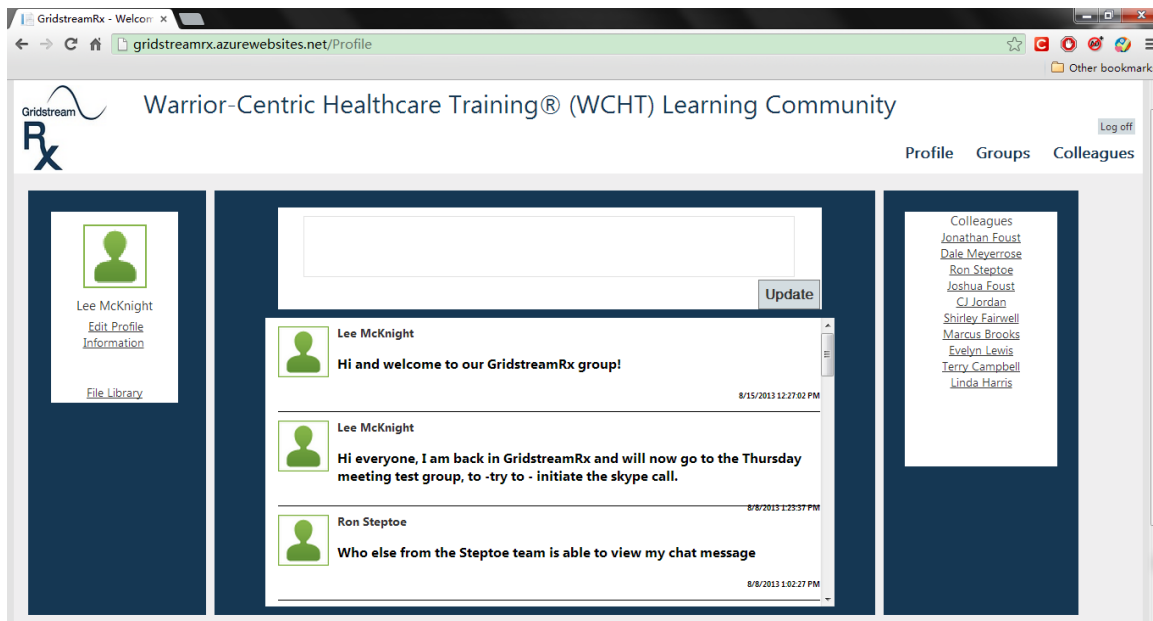 GridstreamRx - Welcom
gridstreamrx.azurewebsites.net/Profile
Other bookmark
Gridstream
Rx
Warrior-Centric Healthcare Training® (WCHT) Learning Community
Log off
Profile Groups Colleagues
Lee McKnight
Edit Profile
Information
File Library
Update
Lee McKnight
Hi and welcome to our GridstreamRx group!
8/15/2013 12:27:02 PM
Lee McKnight
Hi everyone, I am back in GridstreamRx and will now go to the Thursday
meeting test group, to -try to - initiate the skype call.
8/8/2013 1:23:37 PM
Ron Steptoe
Who else from the Steptoe team is able to view my chat message
8/8/2013 1:02:27 PM
Colleagues
Jonathan Foust
Dale Meyerrose
Ron Steptoe
Joshua Foust
CJ Jordan
Shirley Fairwell
Marcus Brooks
Evelyn Lewis
Terry Campbell
Linda Harris